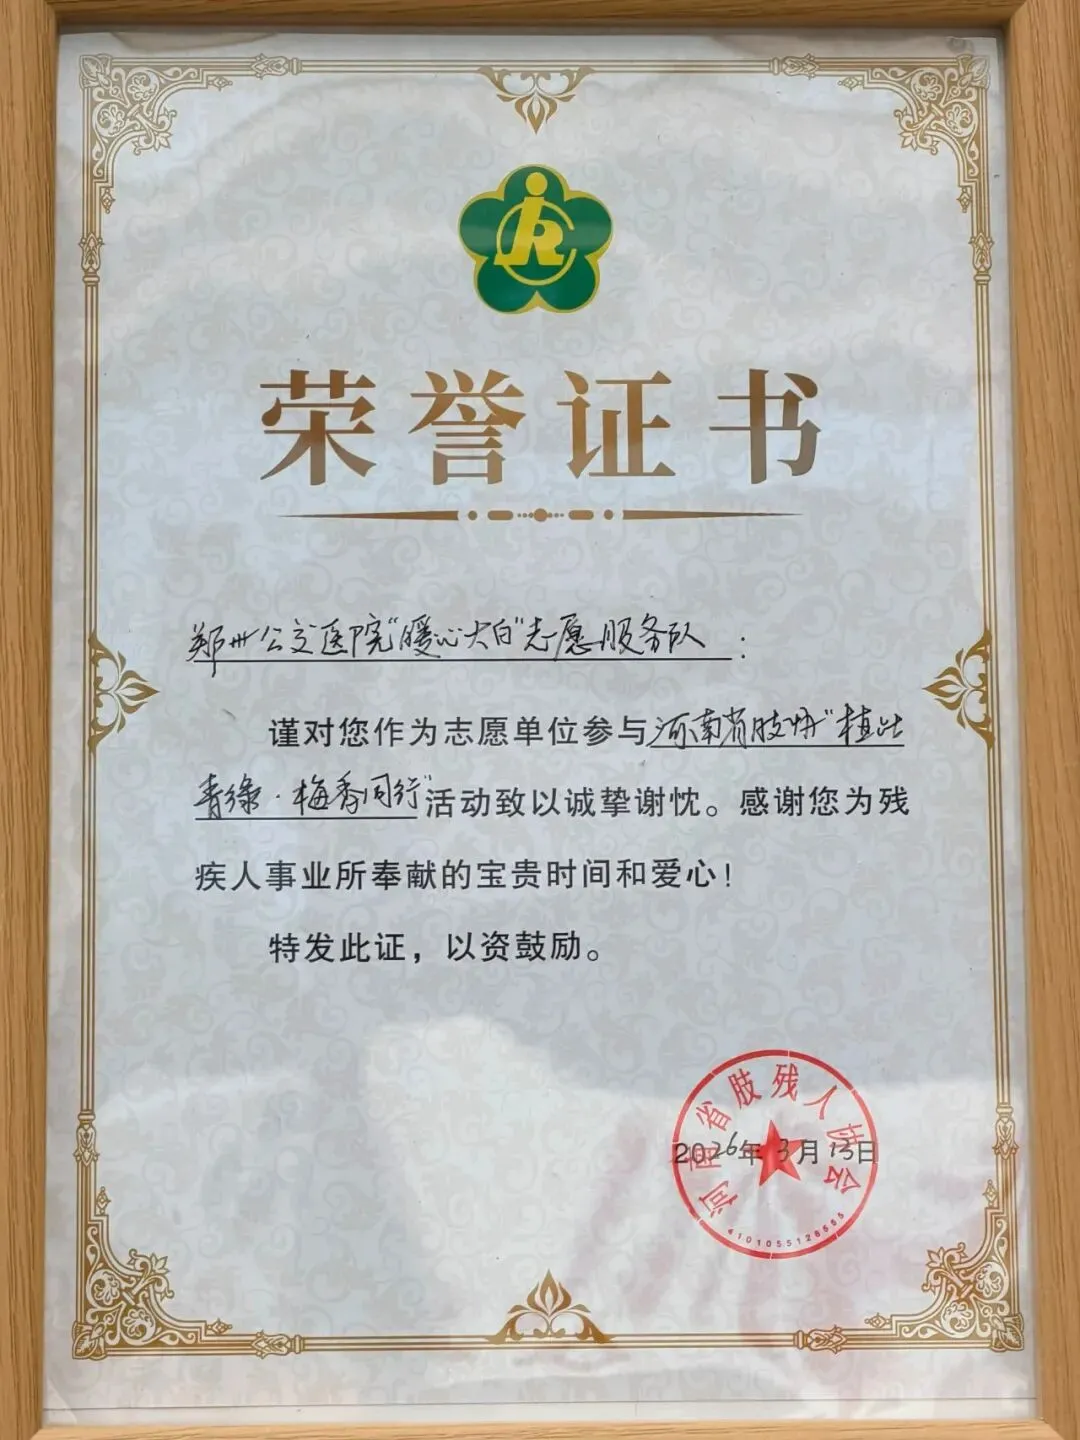 荣誉证书
郑州公交医院"暖心大白"志愿服务队:
谨对您作为志愿单位参与河南省肢协"植此
青绿·梅香同行"活动致以诚挚谢忱。感谢您为残
疾人事业所奉献的宝贵时间和爱心!
特发此证，以资鼓励。
河南省肢残人协会
2026年3月13日